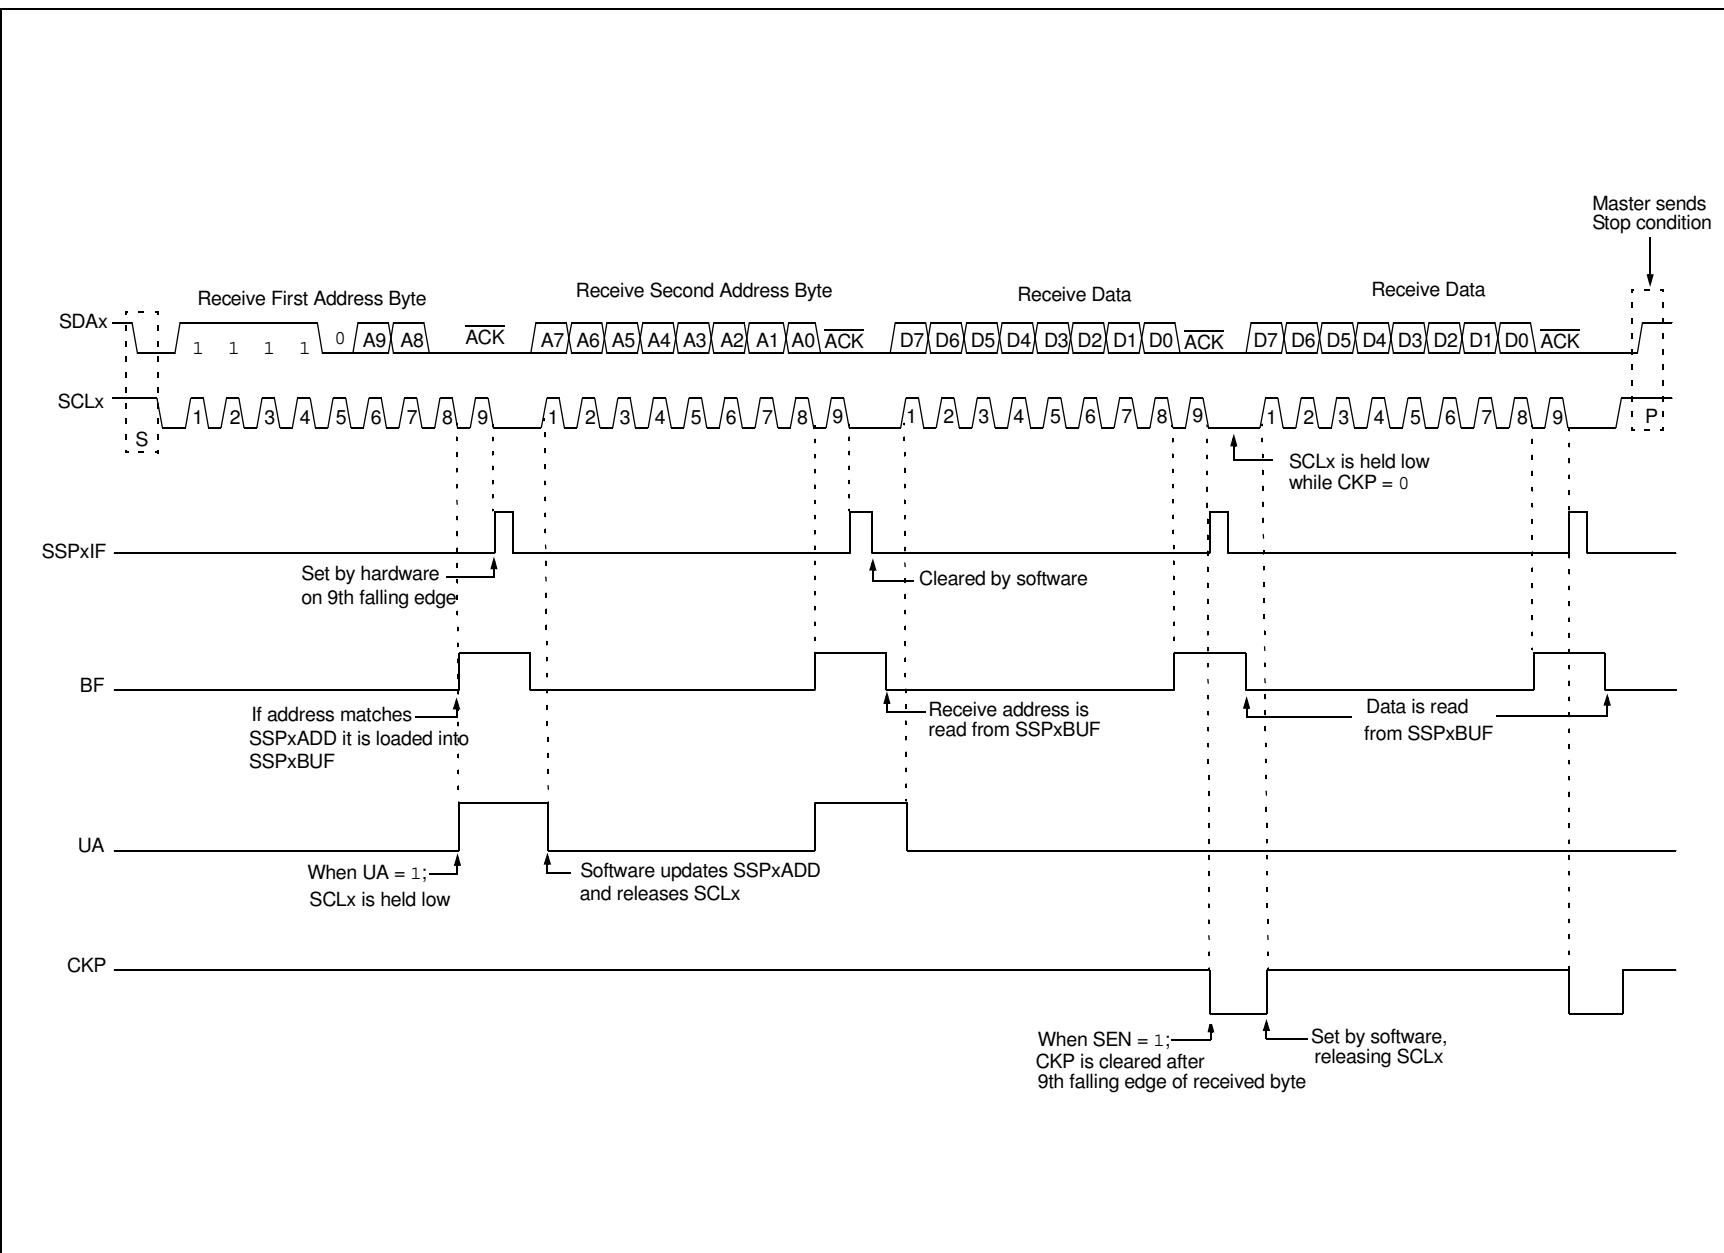 Master sends
Stop condition
Receive First Address Byte
Receive Second Address Byte
Receive Data
Receive Data
SDAx
1 1 1 1 0 A9 A8 ACK A7 A6 A5 A4 A3 A2 A1 A0 ACK D7 D6 D5 D4 D3 D2 D1 D0 ACK D7 D6 D5 D4 D3 D2 D1 D0 ACK
SCLx
S 1 2 3 4 5 6 7 8 9 1 2 3 4 5 6 7 8 9 1 2 3 4 5 6 7 8 9 1 2 3 4 5 6 7 8 9 P
SCLx is held low
while CKP = 0
SSPxIF
Set by hardware
on 9th falling edge
Cleared by software
BF
If address matches
SSPxADD it is loaded into
SSPxBUF
Receive address is
read from SSPxBUF
Data is read
from SSPxBUF
UA
When UA = 1;
SCLx is held low
Software updates SSPxADD
and releases SCLx
CKP
When SEN = 1;
CKP is cleared after
9th falling edge of received byte
Set by software,
releasing SCLx